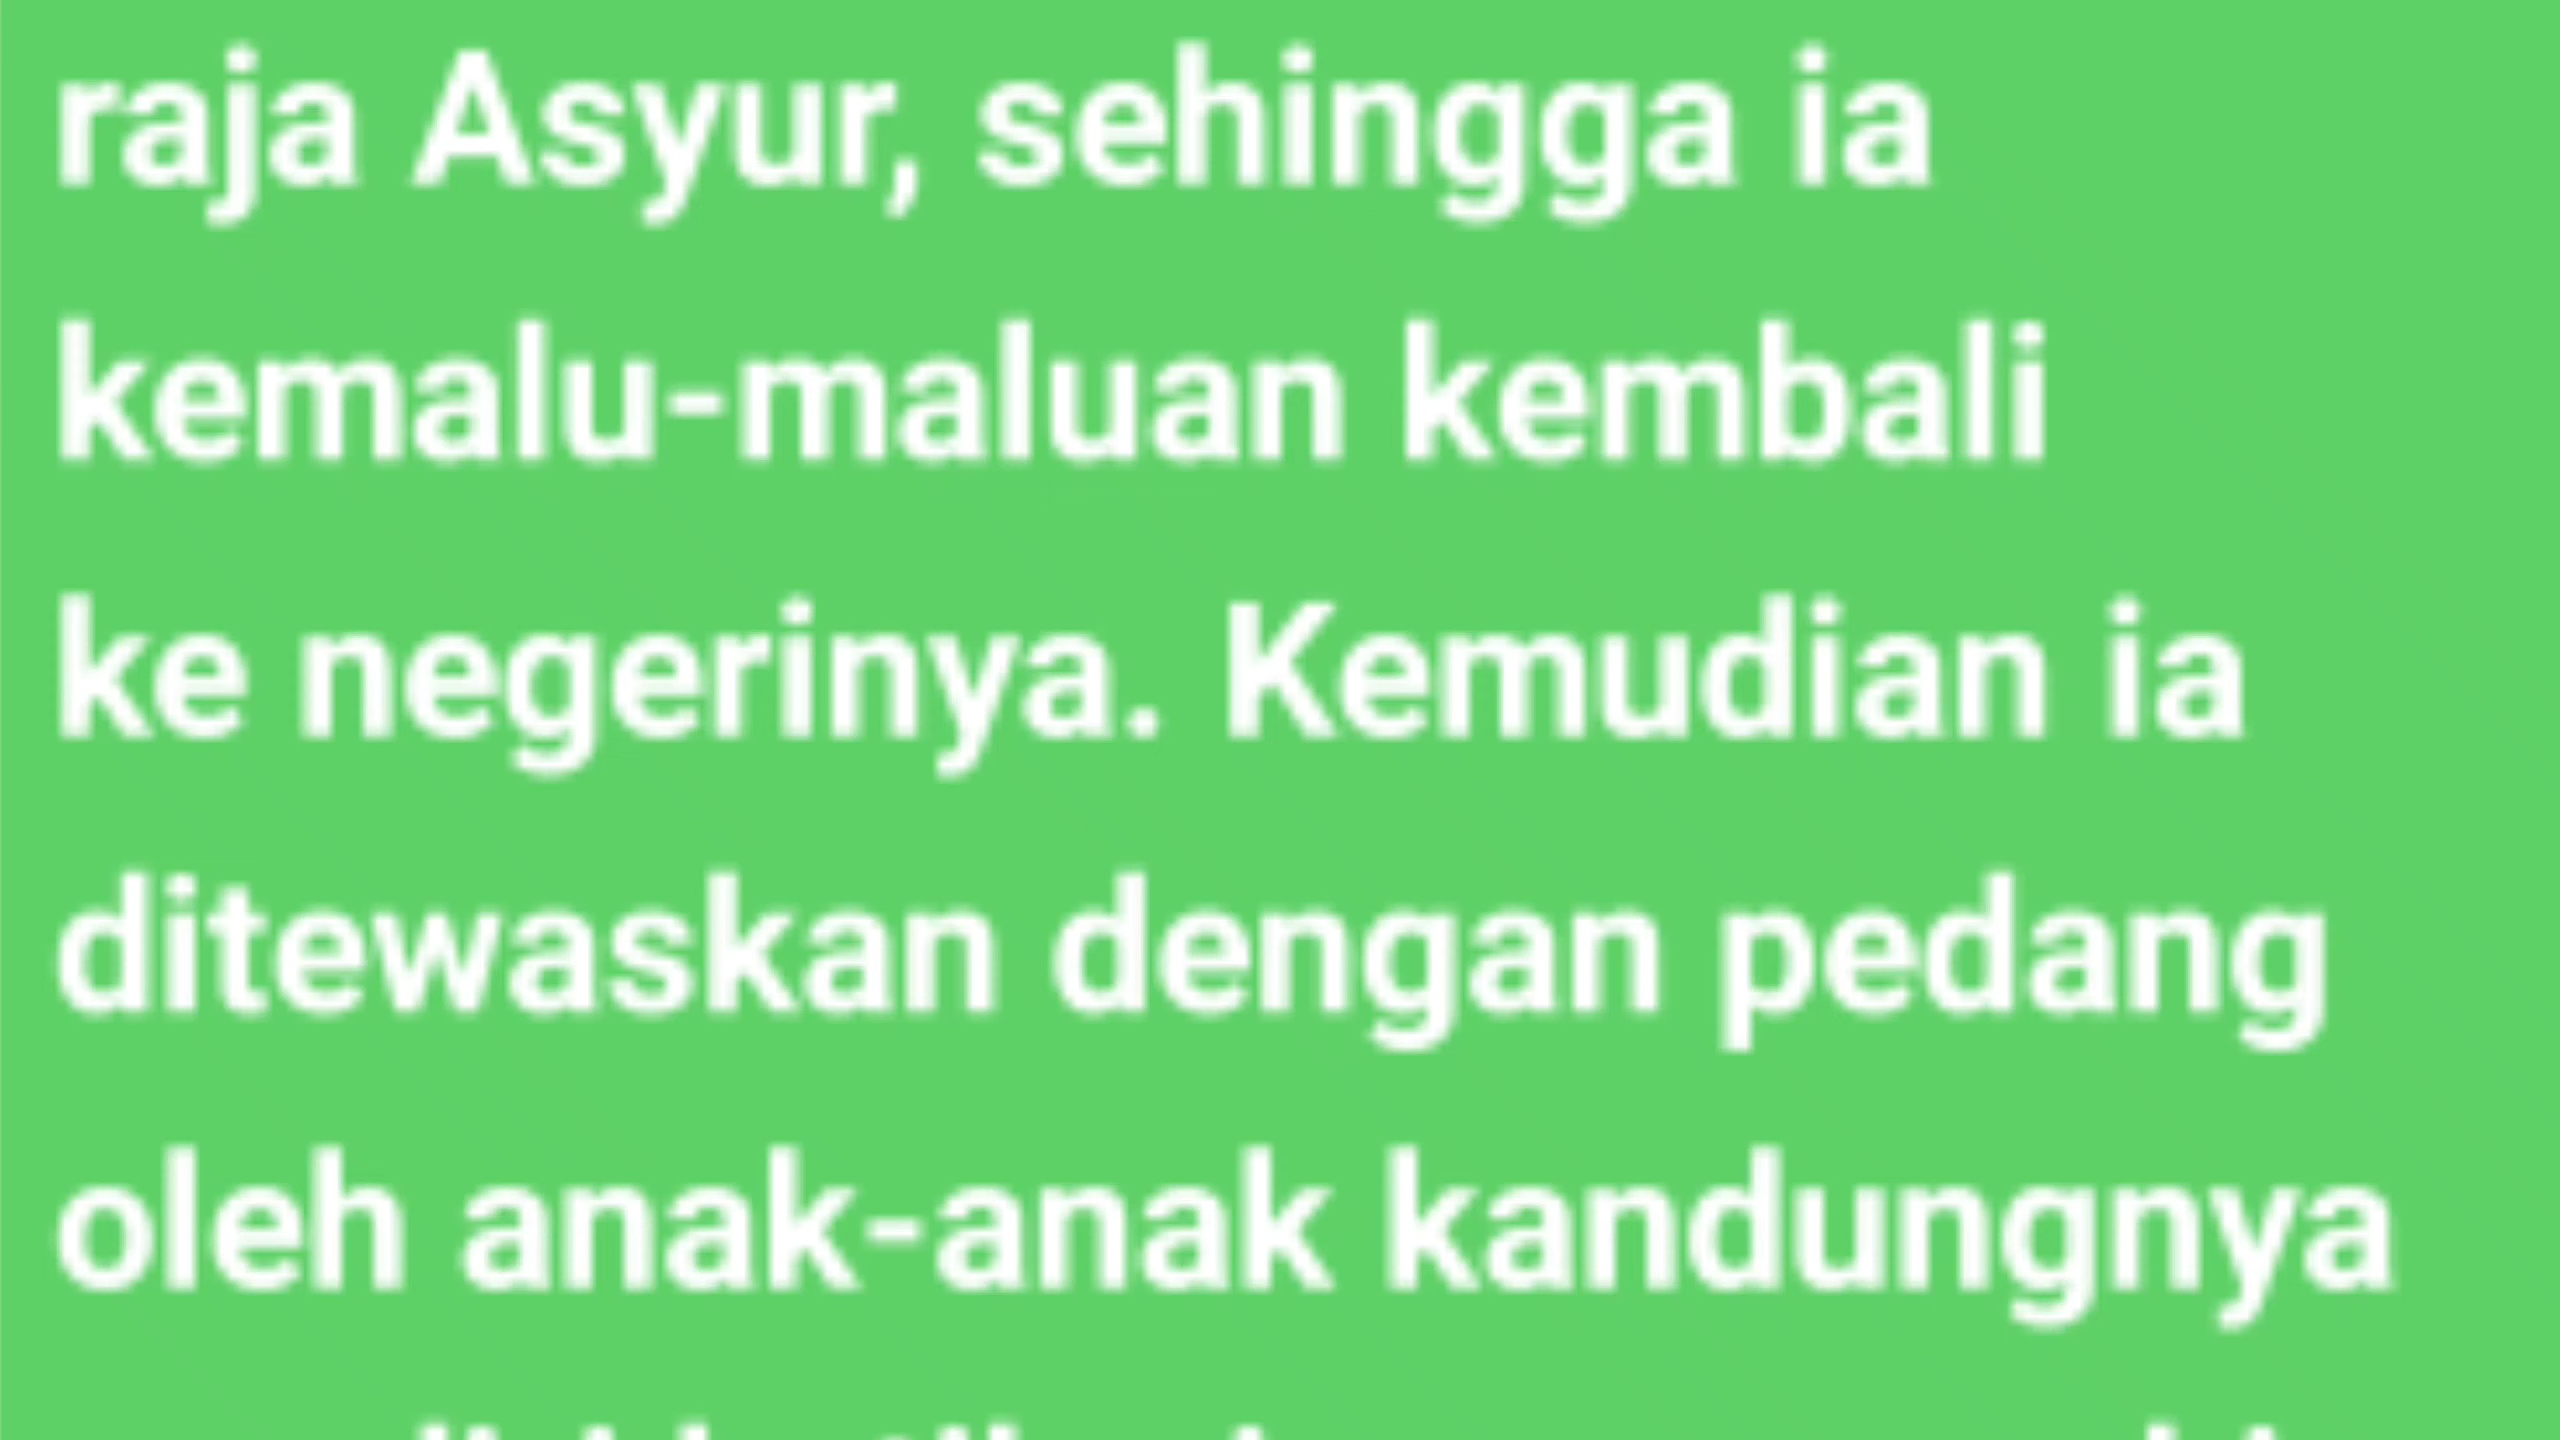 raja Asyur, sehingga ia
kemalu-maluan kembali
ke negerinya. Kemudian ia
ditewaskan dengan pedang
oleh anak-anak kandungnya